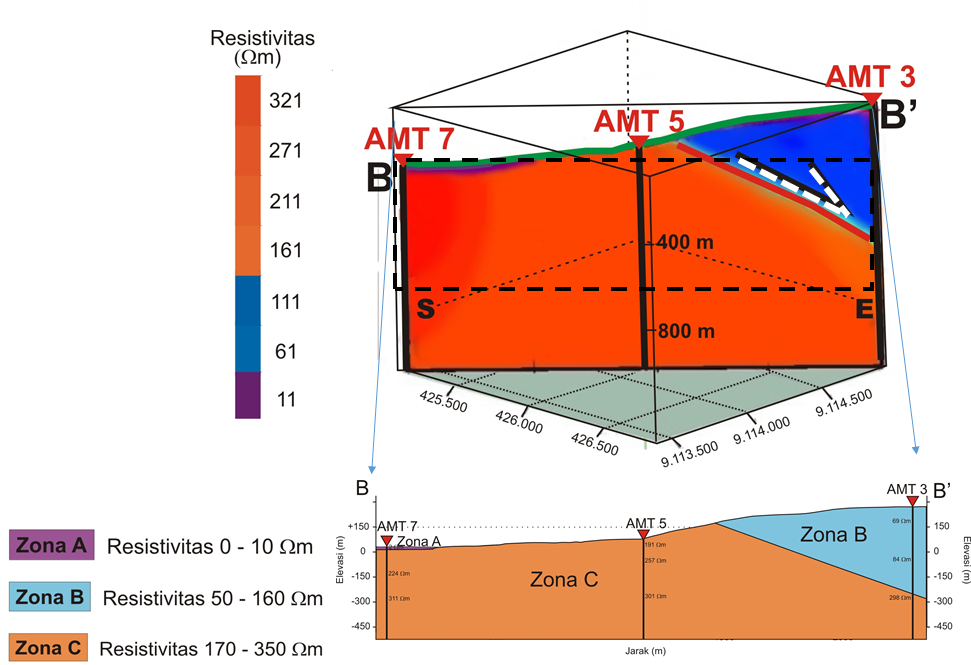 Resistivitas
(Ωm)
321
271
211
161
111
61
11
AMT 3
B’
AMT 5
AMT 7
B
400 m
S
E
800 m
425.500
426.000
426.500
9.113.500
9.114.000
9.114.500
B
AMT 3
B’
AMT 7
AMT 5
+150
150
69 Ωm
Zona B
Zona A
191 Ωm
0
0
257 Ωm
84 Ωm
Elevasi (m)
Elevasi (m)
224 Ωm
-150
-150
Zona C
311 Ωm
301 Ωm
298 Ωm
-300
-300
-450
-450
Jarak (m)
Zona A Resistivitas 0 - 10 Ωm
Zona B Resistivitas 50 - 160 Ωm
Zona C Resistivitas 170 - 350 Ωm